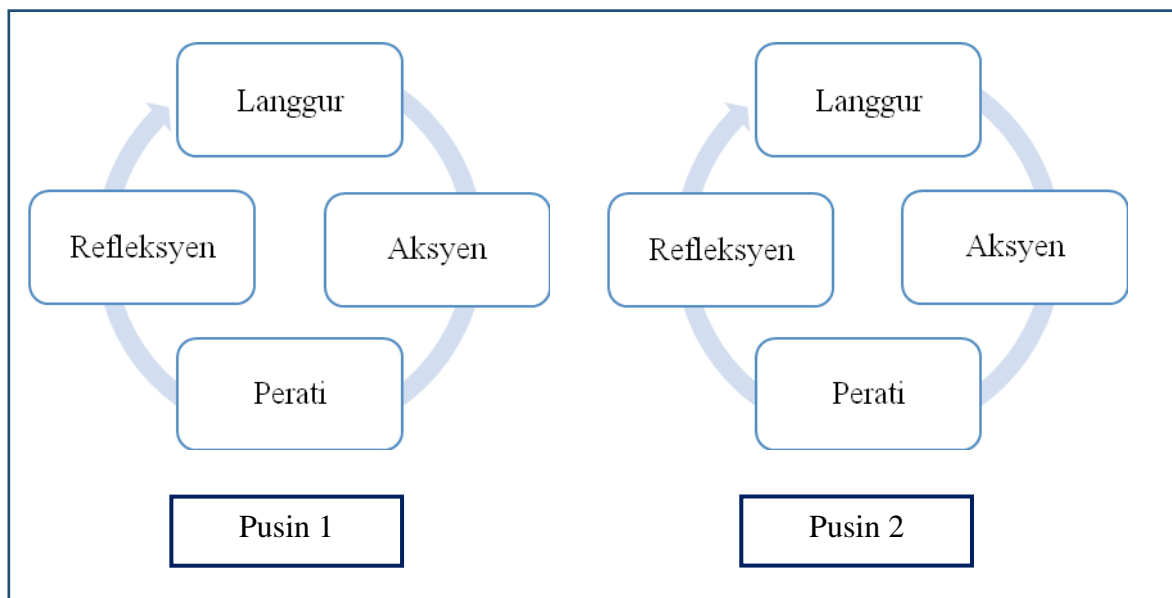 Langgur
Refleksyen
Aksyen
Perati
Pusin 1
Langgur
Refleksyen
Aksyen
Perati
Pusin 2